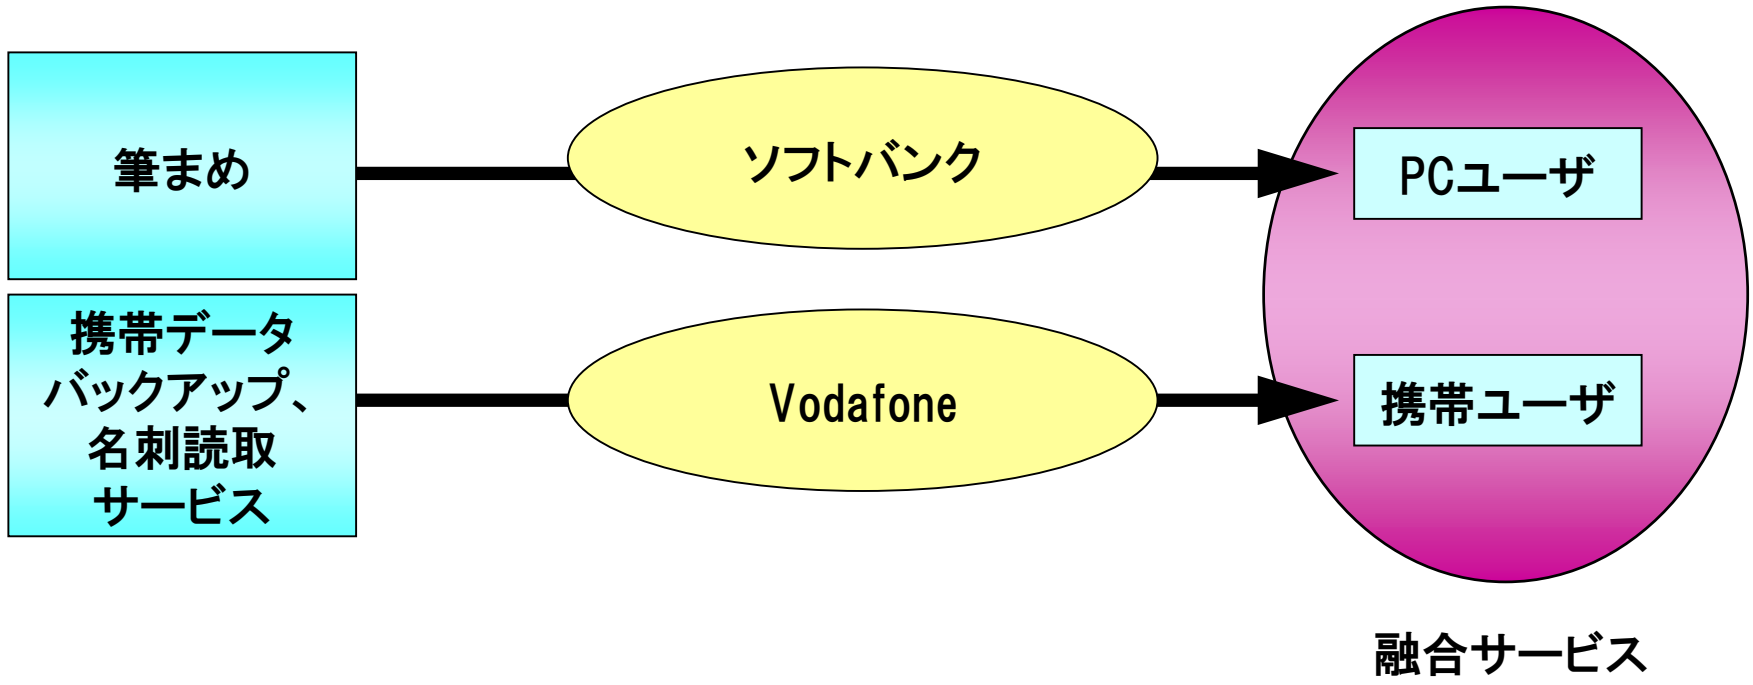 筆まめ
ソフトバンク
PCユーザ
携帯データ
バックアップ、
名刺読取
サービス
Vodafone
携帯ユーザ
融合サービス